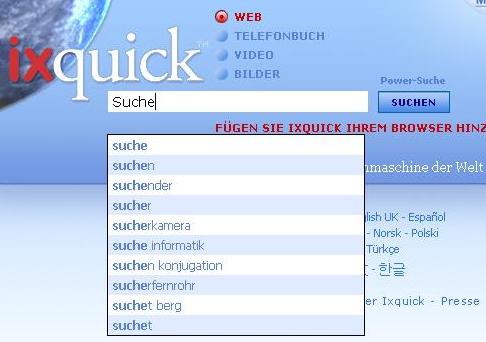 WEB
TELEFONBUCH
VIDEO
BILDER
ixquick™
Power-Suche
Suche
SUCHEN
FÜGEN SIE IXQUICK IHREM BROWSER HINZ
suche
suchen
suchender
sucher
sucherkamera
suche informatik
suchen konjugation
sucherfernrohr
suchet berg
suchet
nmaschine der Welt
glish UK - Español
- Norsk - Polski
Türkçe
- 한글
er Ixquick - Presse